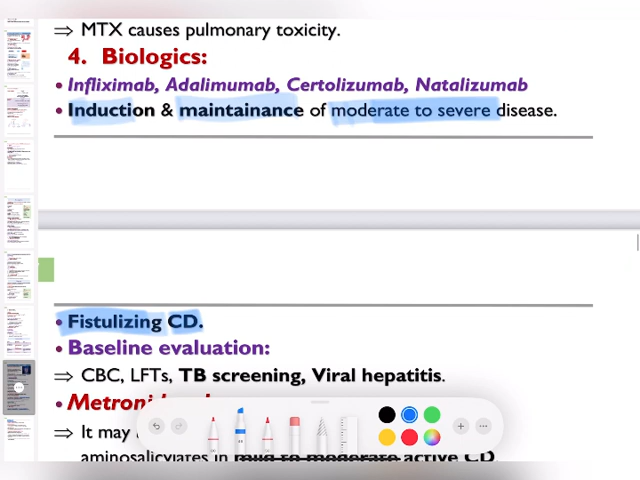 ⇒ MTX causes pulmonary toxicity.
4. Biologics:
• Infliximab, Adalimumab, Certolizumab, Natalizumab
• Induction & maintainance of moderate to severe disease.
• Fistulizing CD.
• Baseline evaluation:
⇒ CBC, LFTs, TB screening, Viral hepatitis.
⇒ It may
aminosalicylates in mild to moderate active CD